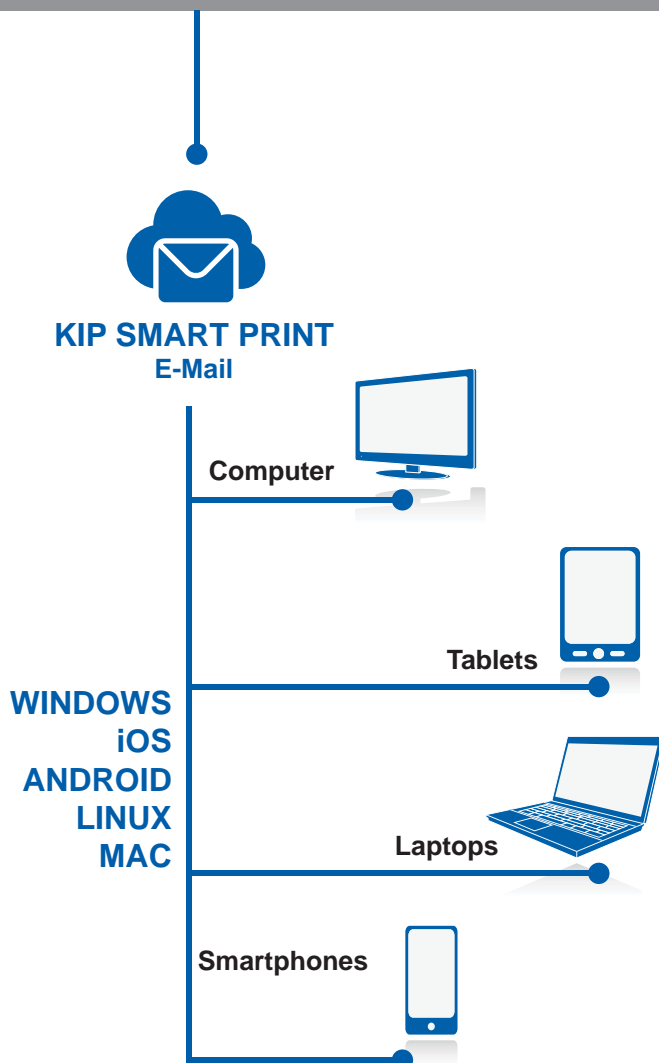 KIP SMART PRINT
E-Mail
Computer
Tablets
WINDOWS
iOS
ANDROID
LINUX
MAC
Laptops
Smartphones